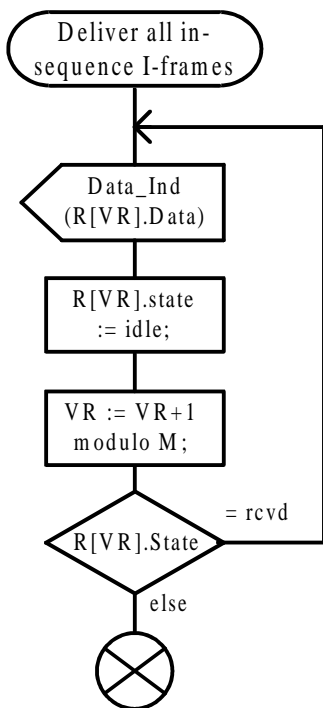 Deliver all in-
sequence I-frames
Data_Ind
(R[VR].Data)
R[VR].state
:= idle;
VR := VR+1
modulo M;
= rcvd
R[VR].State
else